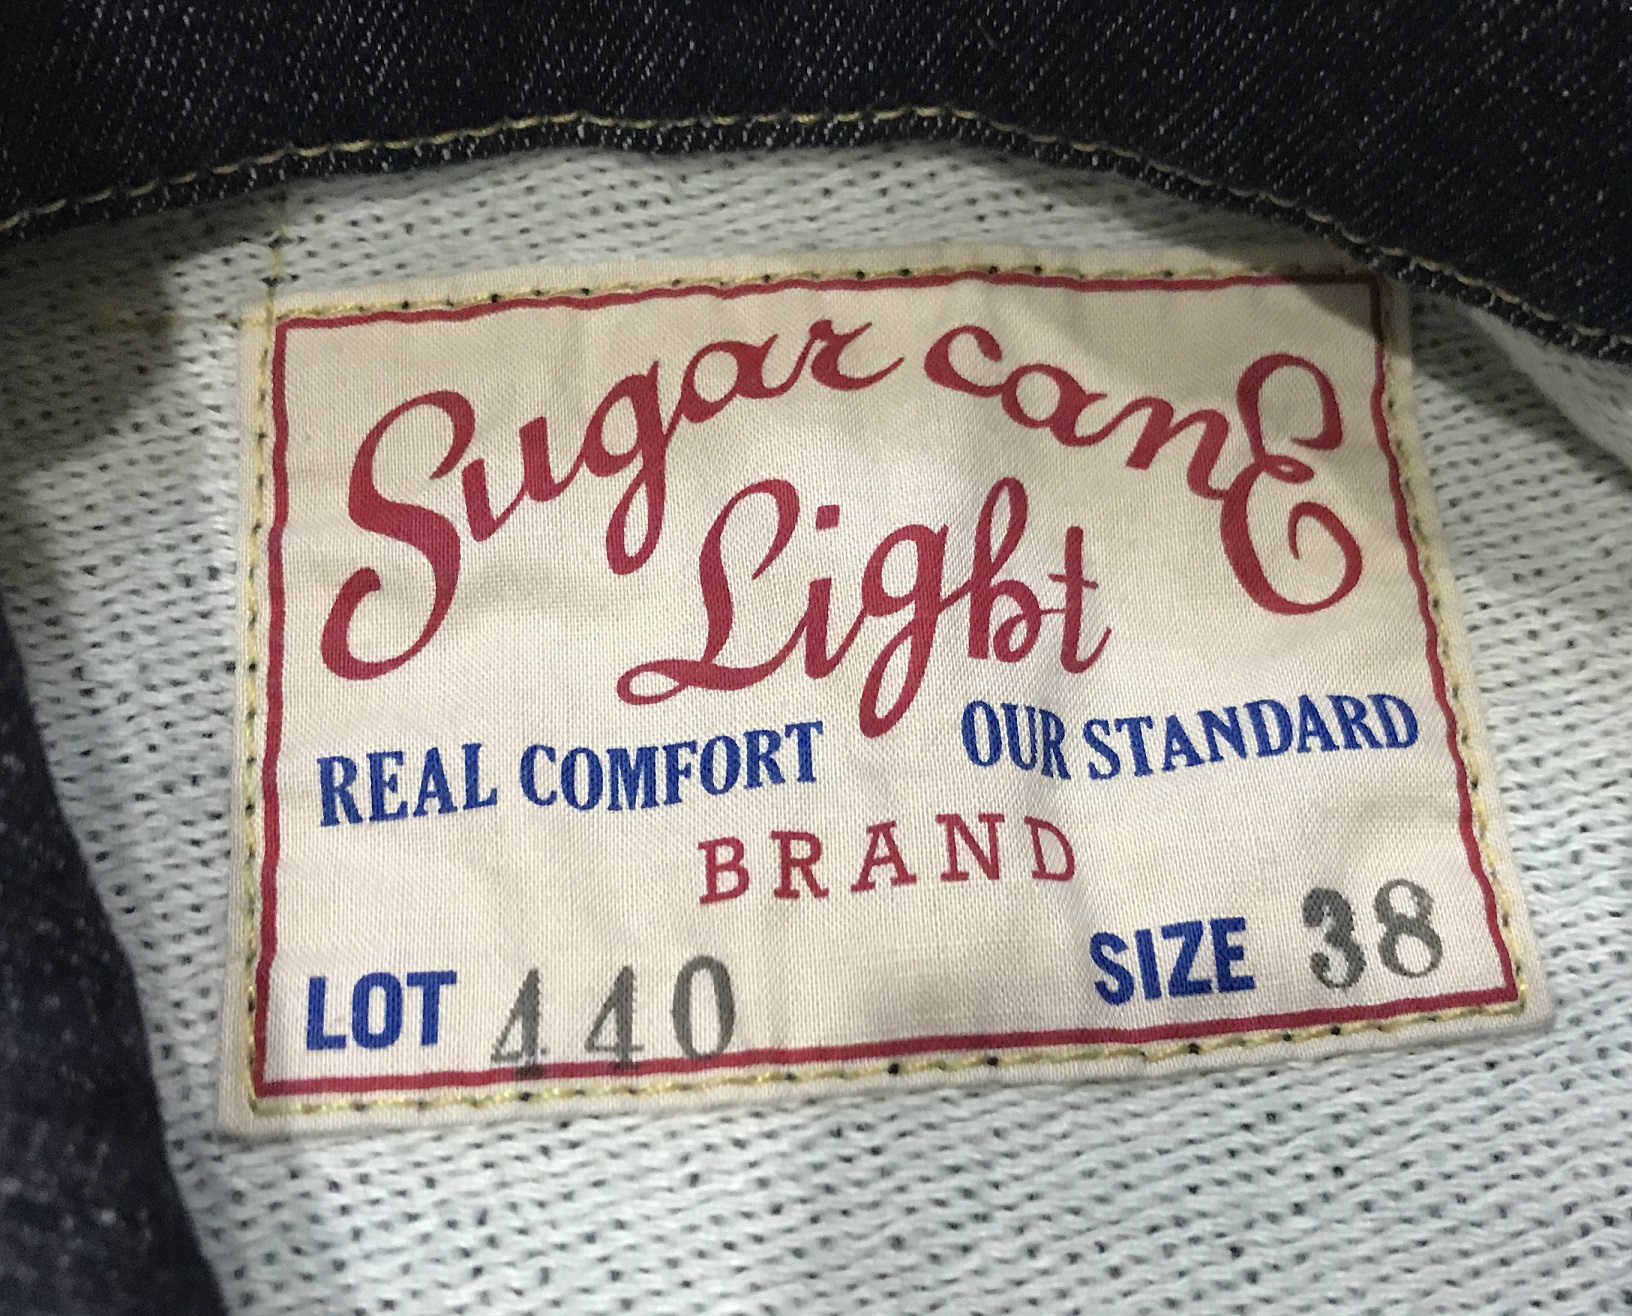 Sugar canE
Light
REAL COMFORT OUR STANDARD
BRAND
LOT 440 SIZE 38